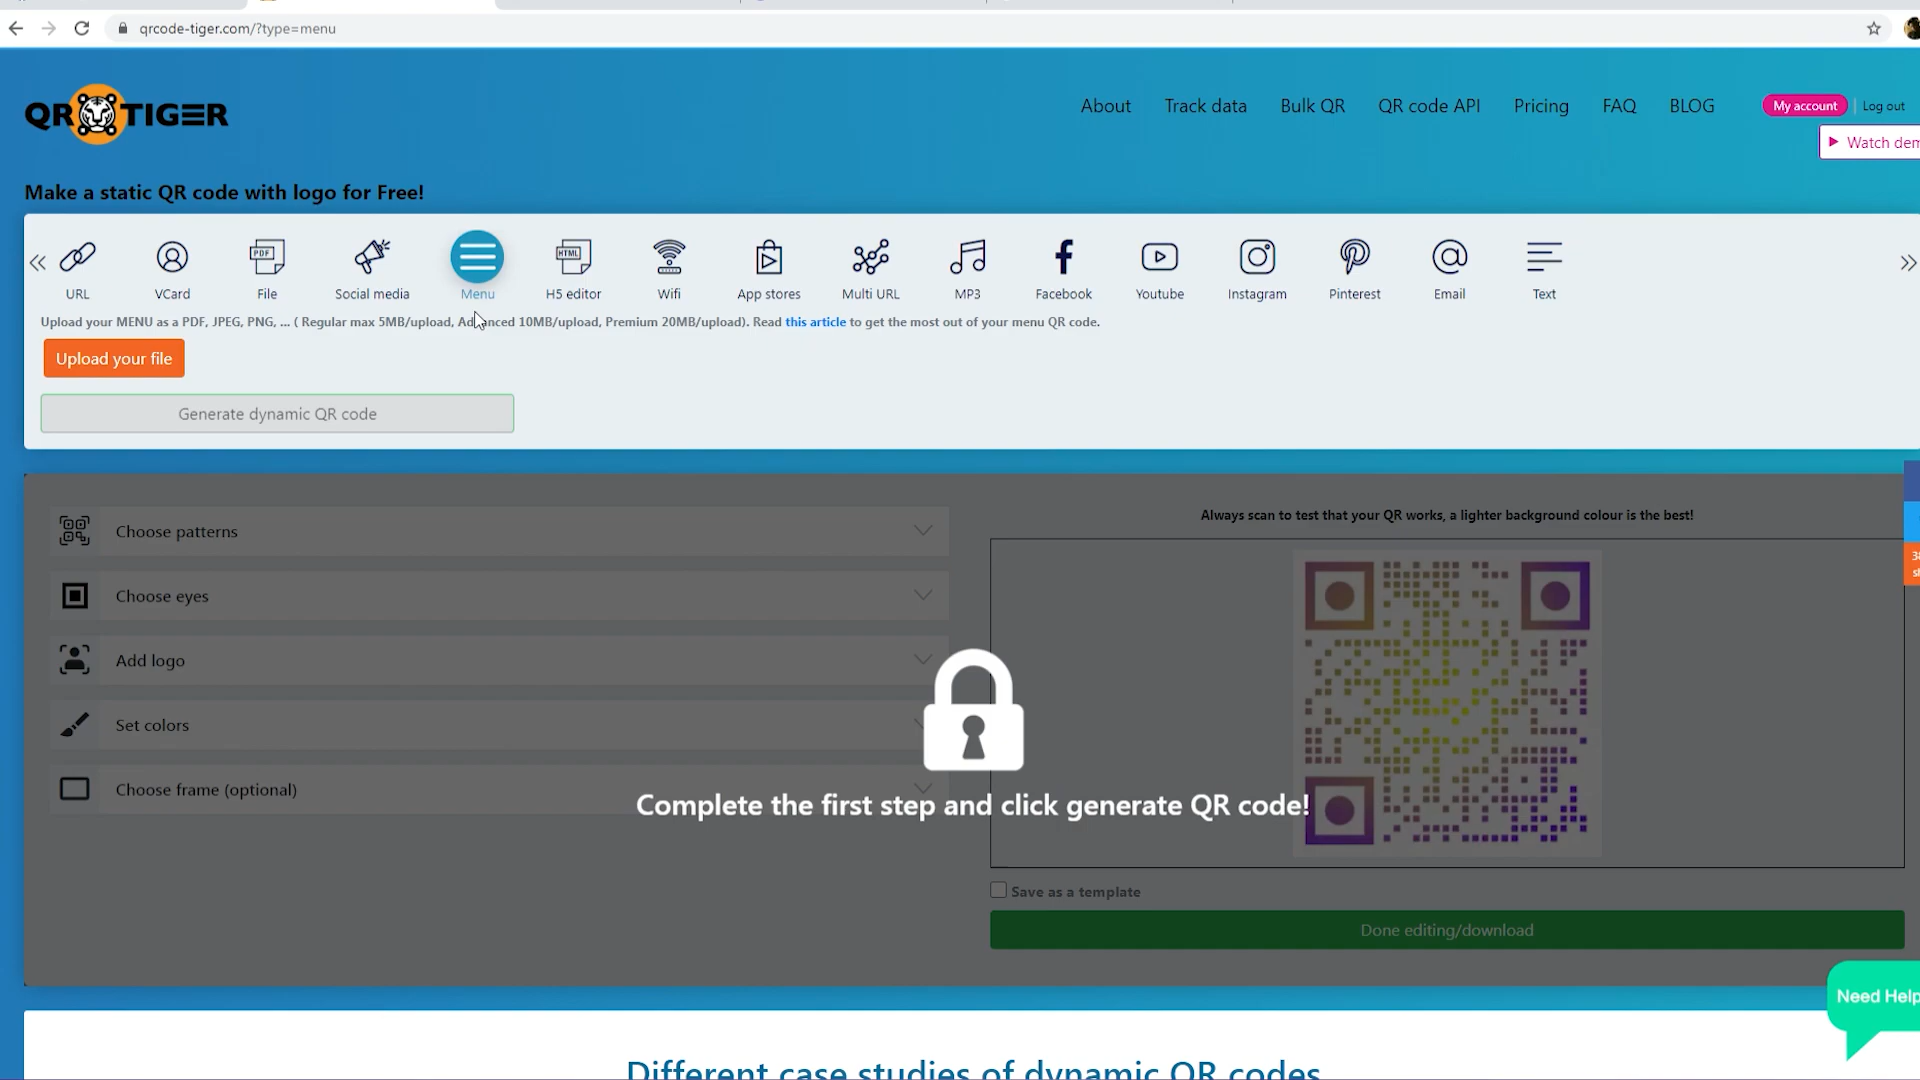 qrcode-tiger.com/?type=menu
QR TIGER
About Track data Bulk QR QR code API Pricing FAQ BLOG My account Log out
Watch dem
Make a static QR code with logo for Free!
URL VCard File Social media Menu H5 editor Wifi App stores Multi URL MP3 Facebook Youtube Instagram Pinterest Email Text
PDF
HTML
Upload your MENU as a PDF, JPEG, PNG, ... ( Regular max 5MB/upload, Advanced 10MB/upload, Premium 20MB/upload). Read this article to get the most out of your menu QR code.
Upload your file
Generate dynamic QR code
Choose patterns
Choose eyes
Add logo
Set colors
Choose frame (optional)
Always scan to test that your QR works, a lighter background colour is the best!
Complete the first step and click generate QR code!
Save as a template
Done editing/download
Need Help
Different case studies of dynamic QR codes